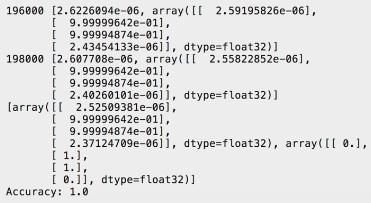 196000 [2.6226094e-06, array([[  2.59195826e-06],
       [  9.99999642e-01],
       [  9.99994874e-01],
       [  2.43454133e-06]], dtype=float32)]
198000 [2.607708e-06, array([[  2.55822852e-06],
       [  9.99999642e-01],
       [  9.99994874e-01],
       [  2.40260101e-06]], dtype=float32)]
[array([[  2.52509381e-06],
       [  9.99999642e-01],
       [  9.99994874e-01],
       [  2.37124709e-06]], dtype=float32), array([[ 0.],
       [ 1.],
       [ 1.],
       [ 0.]], dtype=float32)]
Accuracy: 1.0